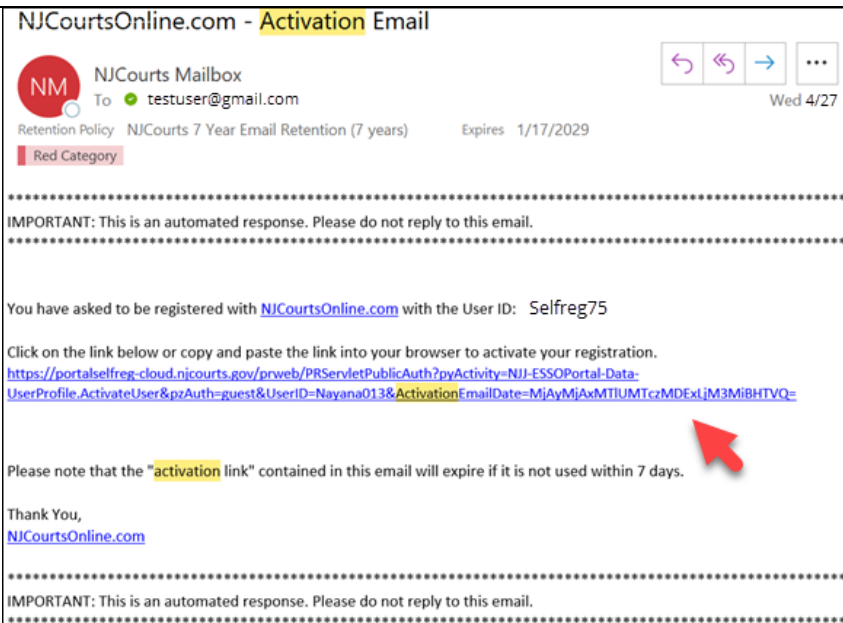 NJCourtsOnline.com - Activation Email
NM
NJCourts Mailbox
To testuser@gmail.com
Wed 4/27
Retention Policy NJCourts 7 Year Email Retention (7 years) Expires 1/17/2029
Red Category
****************************************************************************************************
IMPORTANT: This is an automated response. Please do not reply to this email.
****************************************************************************************************
You have asked to be registered with NJCourtsOnline.com with the User ID: Selfreg75
Click on the link below or copy and paste the link into your browser to activate your registration.
https://portalselfreg-cloud.njcourts.gov/prweb/PRServletPublicAuth?pyActivity=NJJ-ESSOPortal-Data-
UserProfile.ActivateUser&pzAuth=guest&UserID=Nayana013&ActivationEmailDate=MjAyMjAxMTlUMTczMDExLjM3MiBHTVQ=
Please note that the "activation link" contained in this email will expire if it is not used within 7 days.
Thank You,
NJCourtsOnline.com
****************************************************************************************************
IMPORTANT: This is an automated response. Please do not reply to this email.
****************************************************************************************************